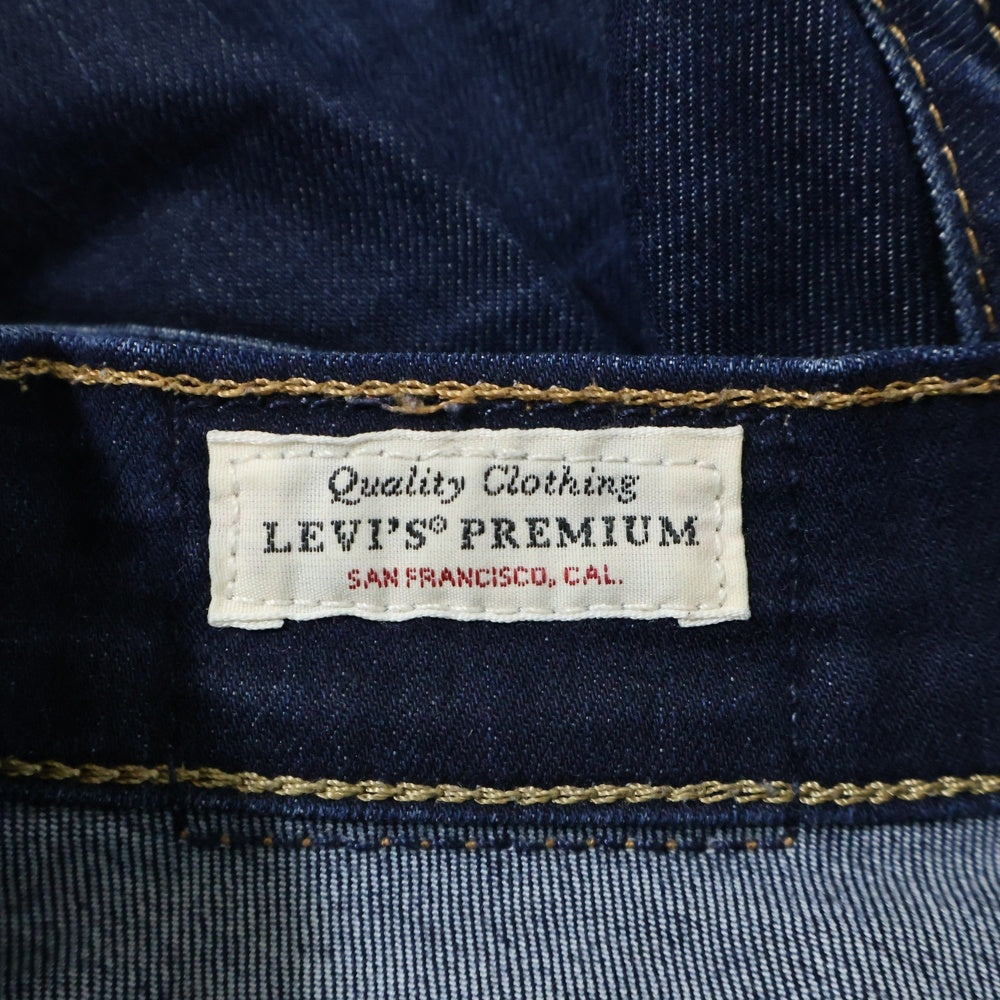 Quality Clothing
LEVI'S® PREMIUM
SAN FRANCISCO, CAL.